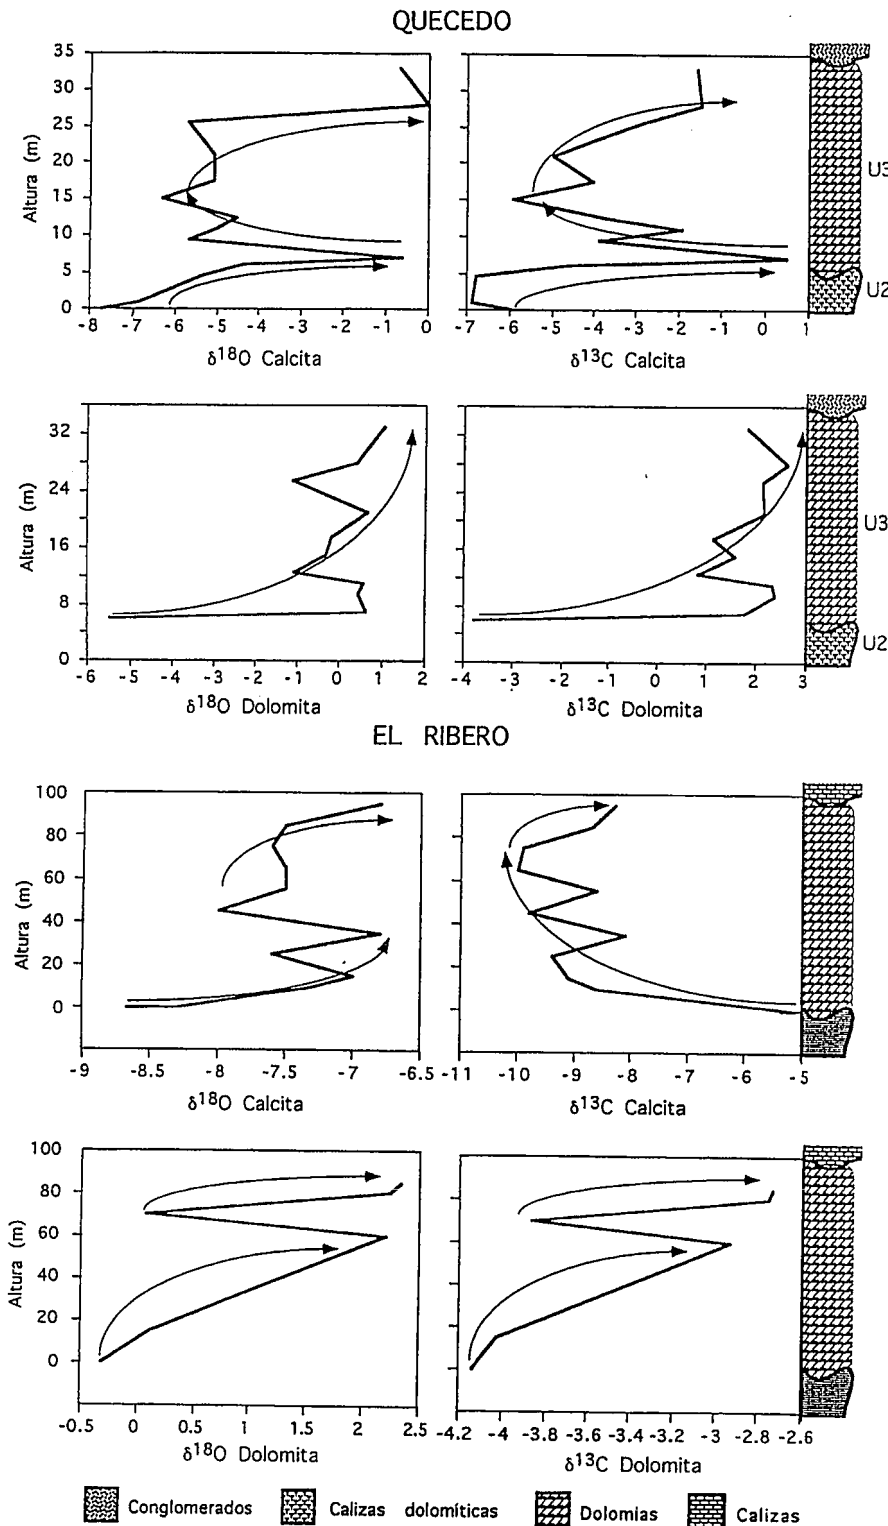 QUECEDO
35
30
25
20
15
10
5
0
Altura (m)
-8 -7 -6 -5 -4 -3 -2 -1 0
δ18O Calcita
-7 -6 -5 -4 -3 -2 -1 0 1
δ13C Calcita
U3
U2
32
24
16
8
0
Altura (m)
-6 -5 -4 -3 -2 -1 0 1 2
δ18O Dolomita
-4 -3 -2 -1 0 1 2 3
δ13C Dolomita
U3
U2
EL RIBERO
100
80
60
40
20
0
Altura (m)
-9 -8.5 -8 -7.5 -7 -6.5
δ18O Calcita
-11 -10 -9 -8 -7 -6 -5
δ13C Calcita
100
80
60
40
20
0
Altura (m)
-0.5 0 0.5 1 1.5 2 2.5
δ18O Dolomita
-4.2 -4 -3.8 -3.6 -3.4 -3.2 -3 -2.8 -2.6
δ13C Dolomita
Conglomerados Calizas dolomíticas Dolomias Calizas